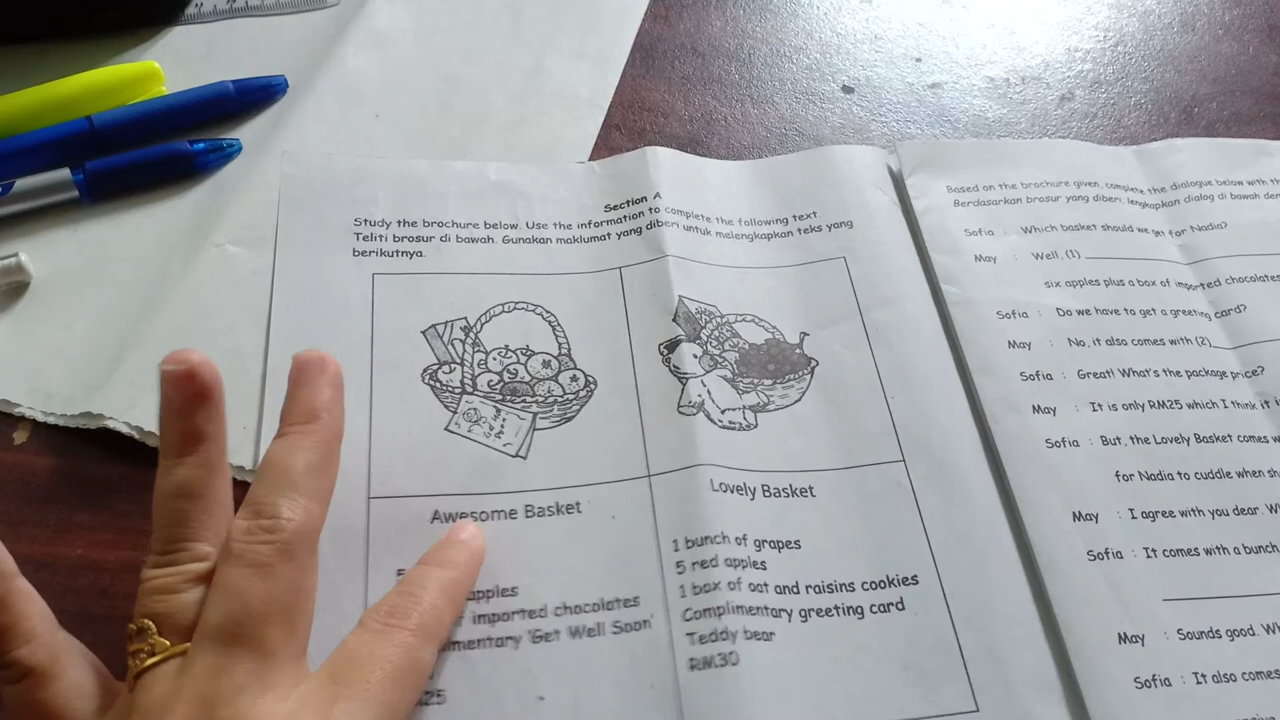 Section A
Study the brochure below. Use the information to complete the following text.
Teliti brosur di bawah. Gunakan maklumat yang diberi untuk melengkapkan teks yang
berikutnya.
Awesome Basket
apples
imported chocolates
'Get Well Soon'
Lovely Basket
1 bunch of grapes
5 red apples
1 box of oat and raisins cookies
Complimentary greeting card
Teddy bear
RM30
Based on the brochure given, complete the dialogue below with
Berdasarkan brosur yang diberi, lengkapkan dialog di bawah
Sofia : Which basket should we get for Nadia?
May : Well, (1)
six apples plus a box of imported chocolates
Sofia : Do we have to get a greeting card?
May : No, it also comes with (2)
Sofia : Great! What's the package price?
May : It is only RM25 which I think it
Sofia : But, the Lovely Basket comes
for Nadia to cuddle when
May : I agree with you dear.
Sofia : It comes with a bunch
May : Sounds good.
Sofia : It also comes